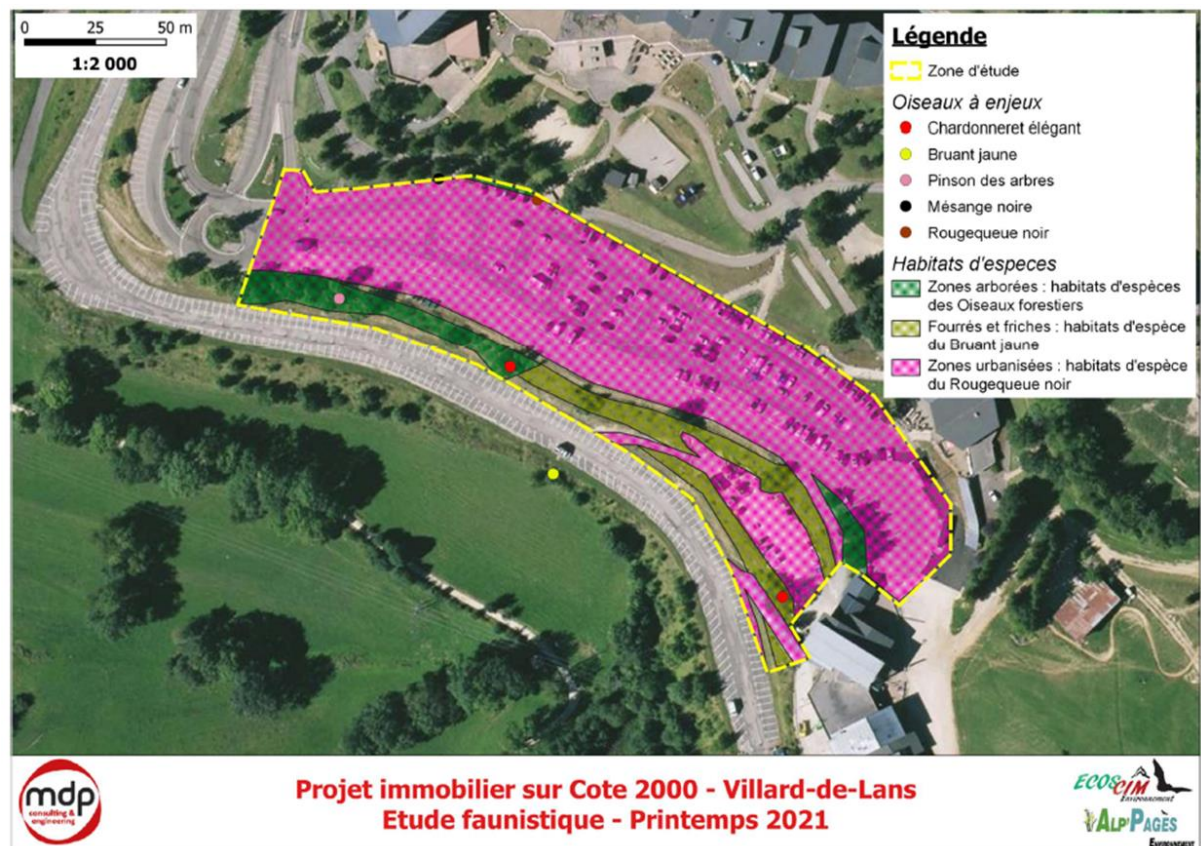 0 25 50 m
1:2 000
Légende
Zone d'étude
Oiseaux à enjeux
Chardonneret élégant
Bruant jaune
Pinson des arbres
Mésange noire
Rougequeue noir
Habitats d'especes
Zones arborées : habitats d'espèces
des Oiseaux forestiers
Fourrés et friches : habitats d'espèce
du Bruant jaune
Zones urbanisées : habitats d'espèce
du Rougequeue noir
mdp
consulting &
engineering
Projet immobilier sur Cote 2000 - Villard-de-Lans
Etude faunistique - Printemps 2021
ECOSCIM
Environnement
ALP'PAGES
Environnement